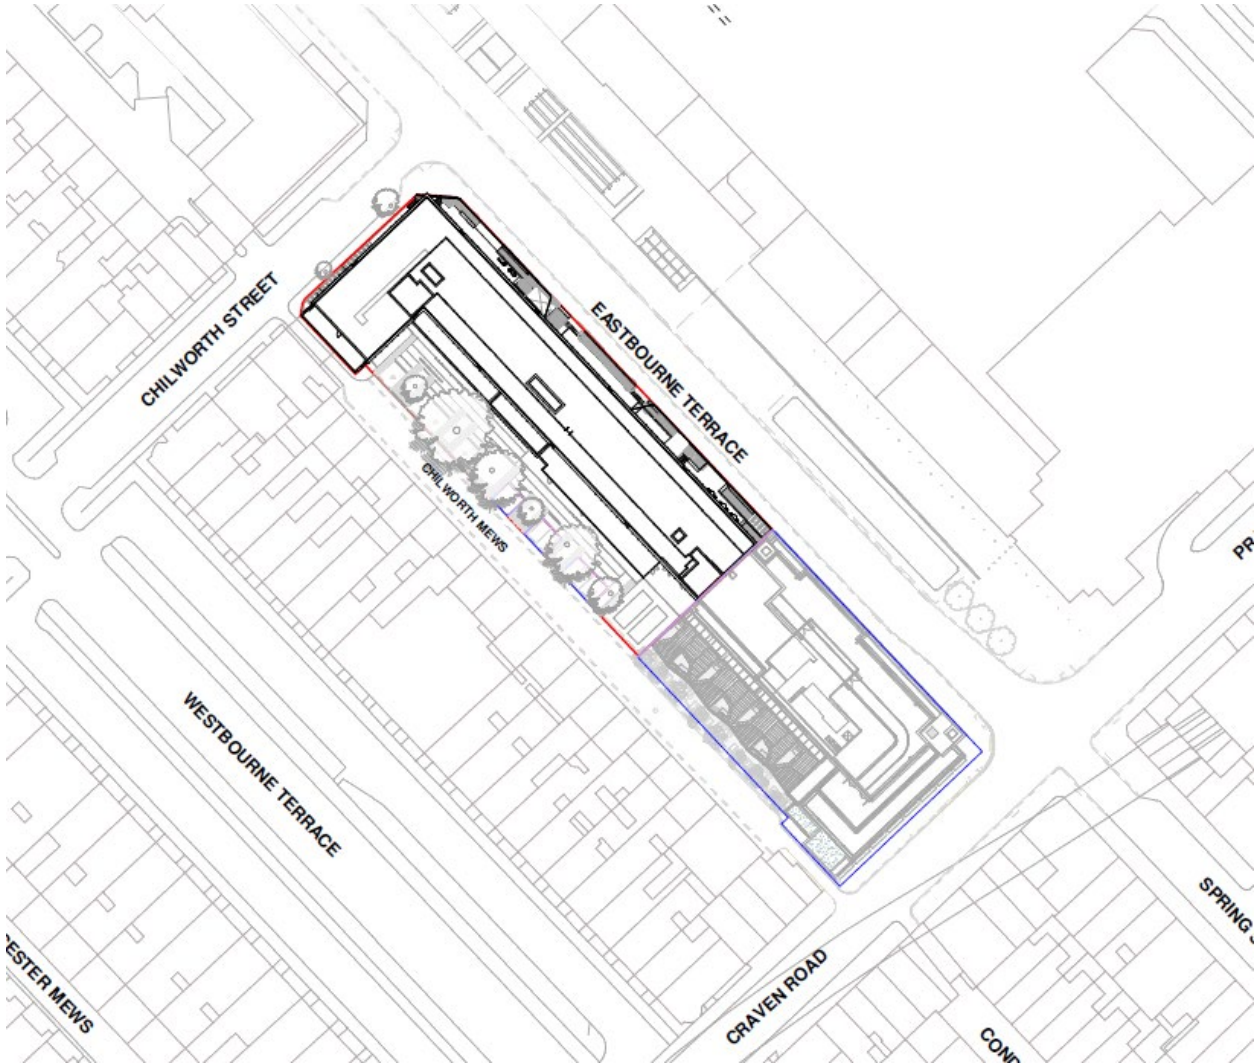 CHILWORTH STREET
EASTBOURNE TERRACE
CHILWORTH MEWS
PR
WESTBOURNE TERRACE
SPRING S
ESTER MEWS
CRAVEN ROAD
COND